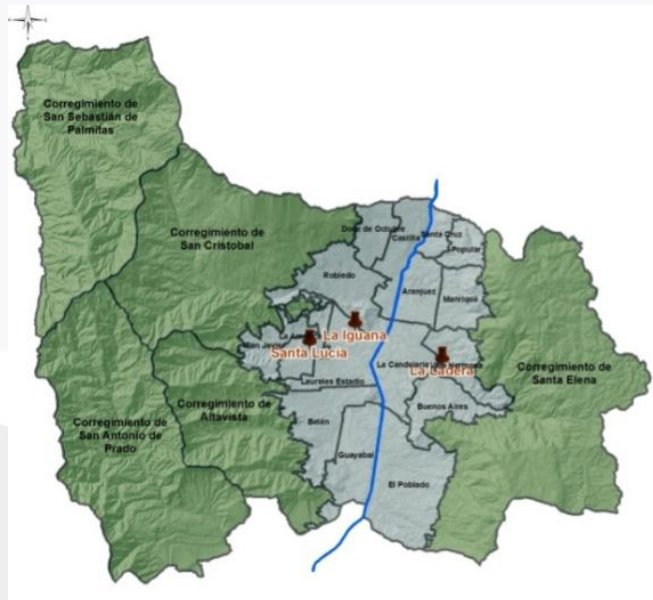 Corregimiento de
San Sebastián de
Palmitas
Corregimiento de
San Cristobal
Doce de Octubre
Castilla
Santa Cruz
Popular
Robledo
Aranjuez
Manrique
La Iguana
Santa Lucia
La Candelaria
La Ladera
Corregimiento de
Santa Elena
Laureles Estadio
Corregimiento de
Altavista
Buenos Aires
Belén
Corregimiento de
San Antonio de
Prado
Guayabal
El Poblado